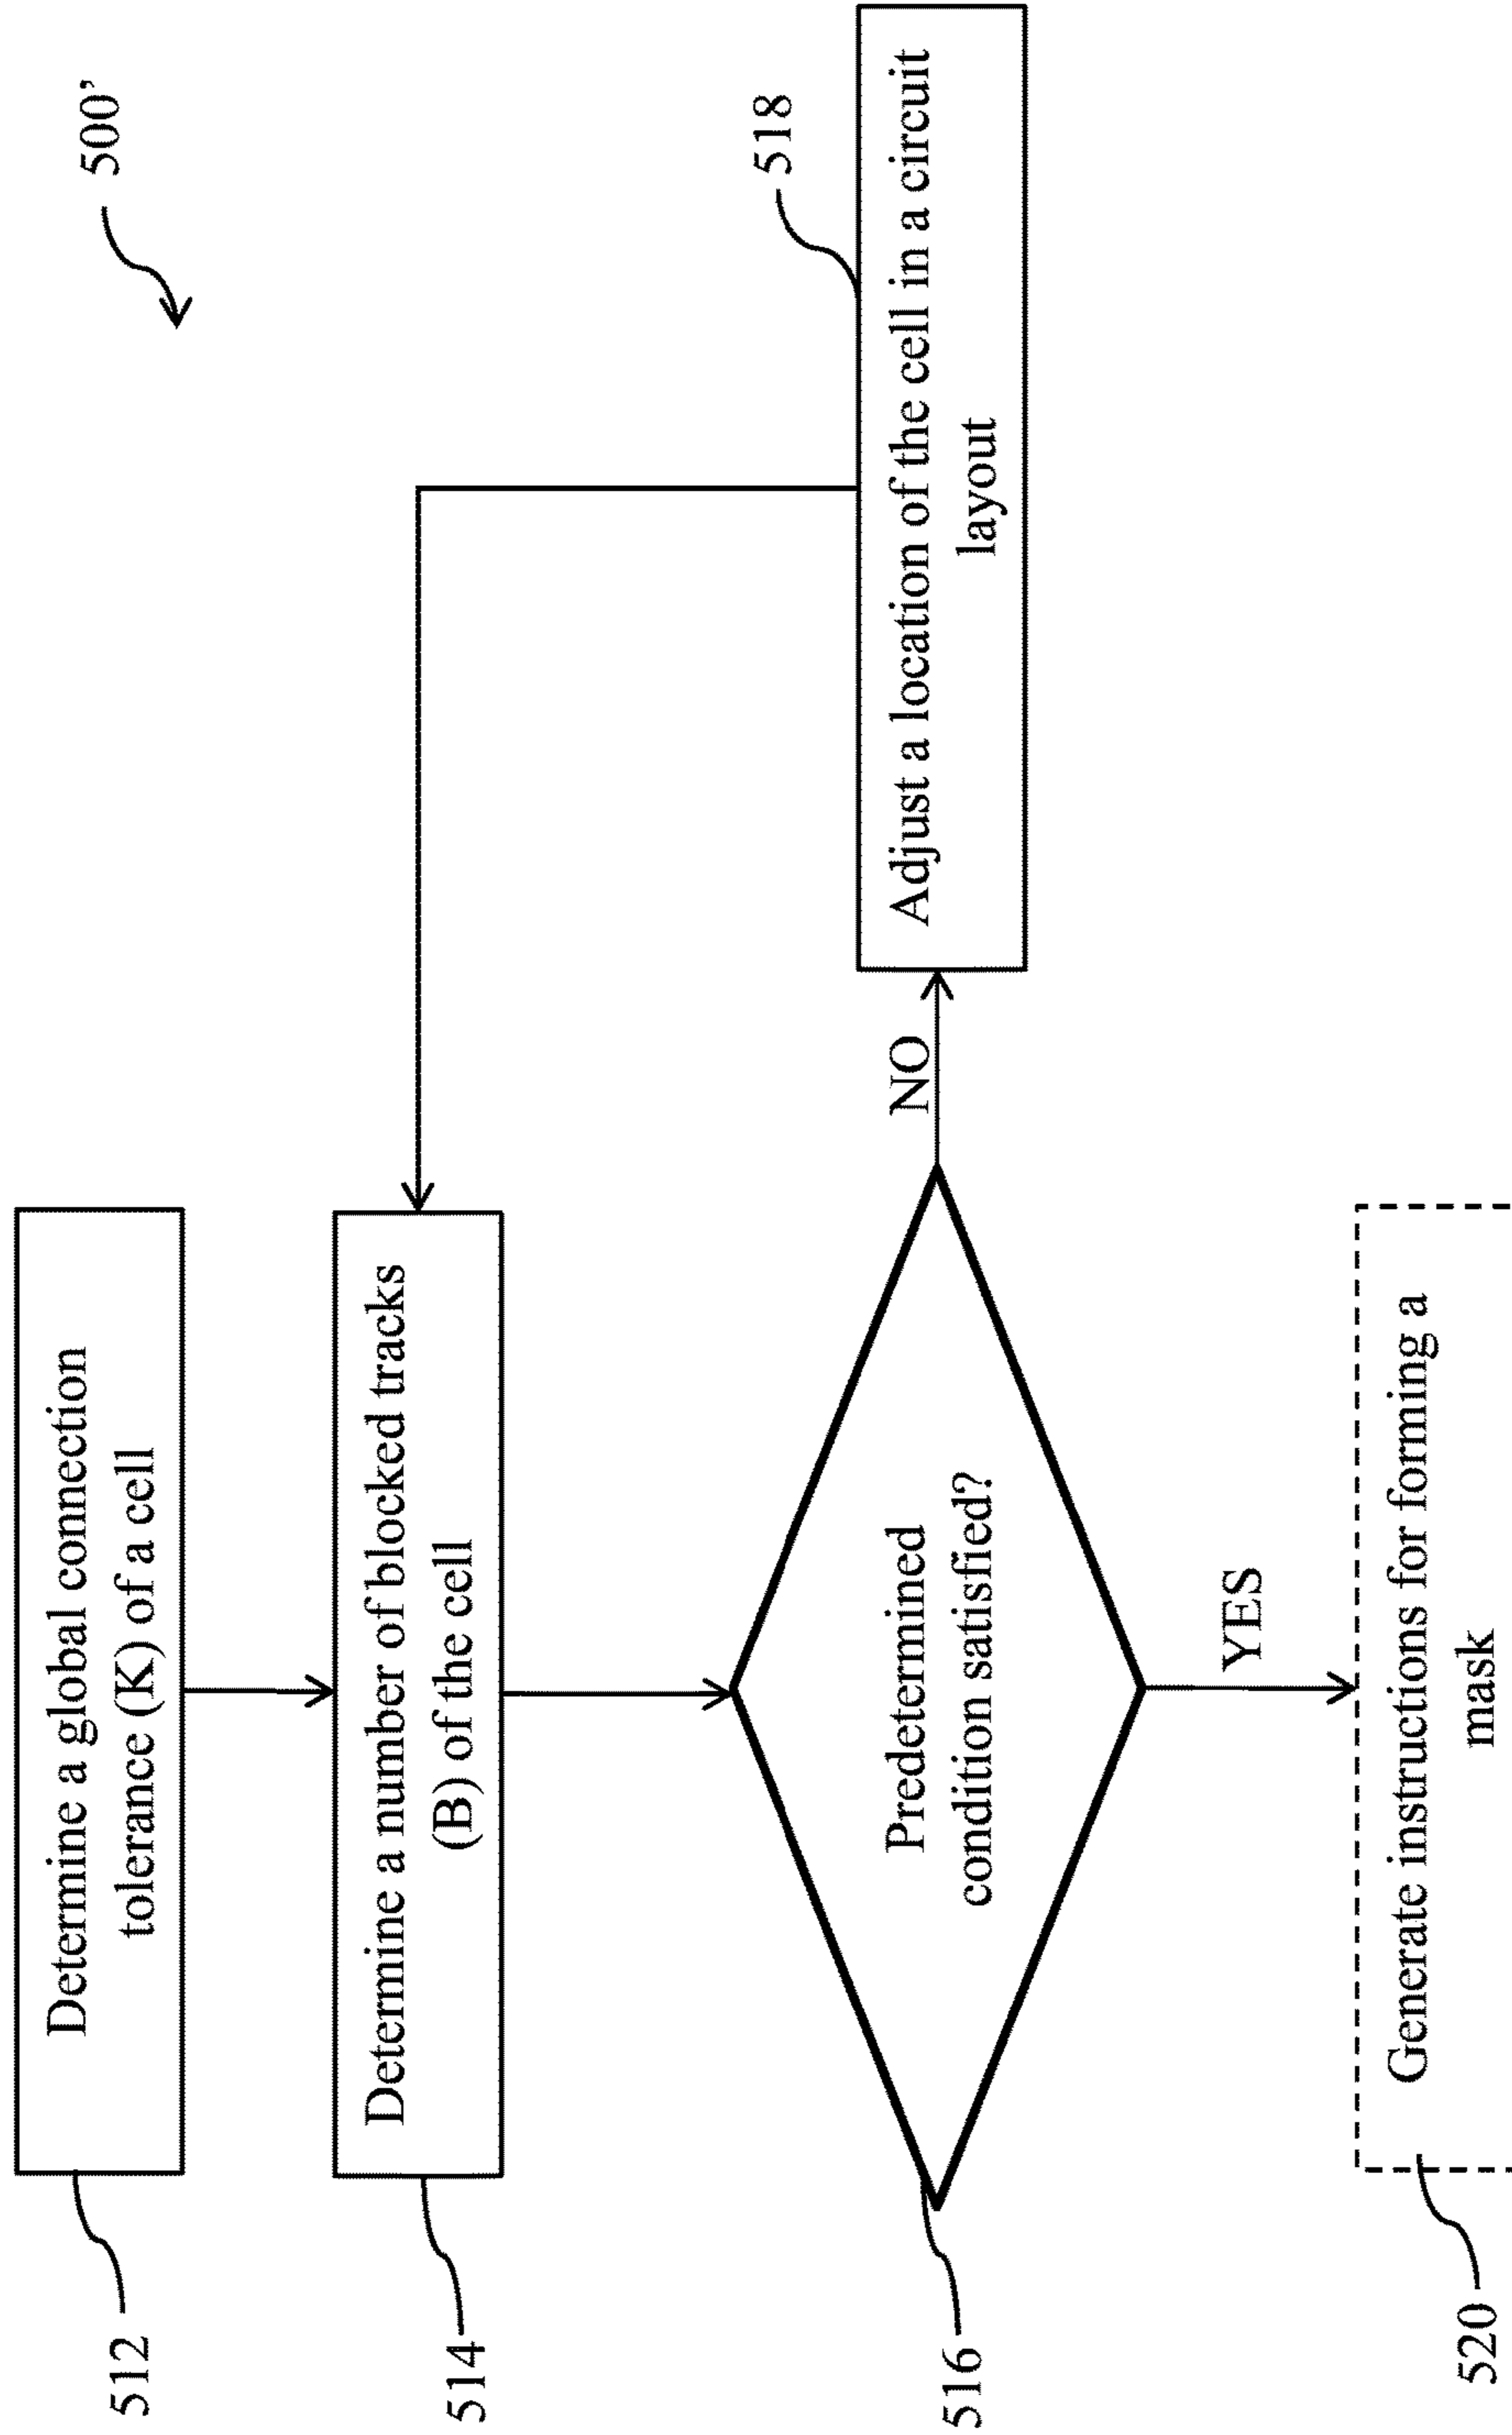 500'
Determine a global connection
tolerance (K) of a cell
512
Determine a number of blocked tracks
(B) of the cell
514
Predetermined
condition satisfied?
516
NO
Adjust a location of the cell in a circuit
layout
518
YES
Generate instructions for forming a
mask
520